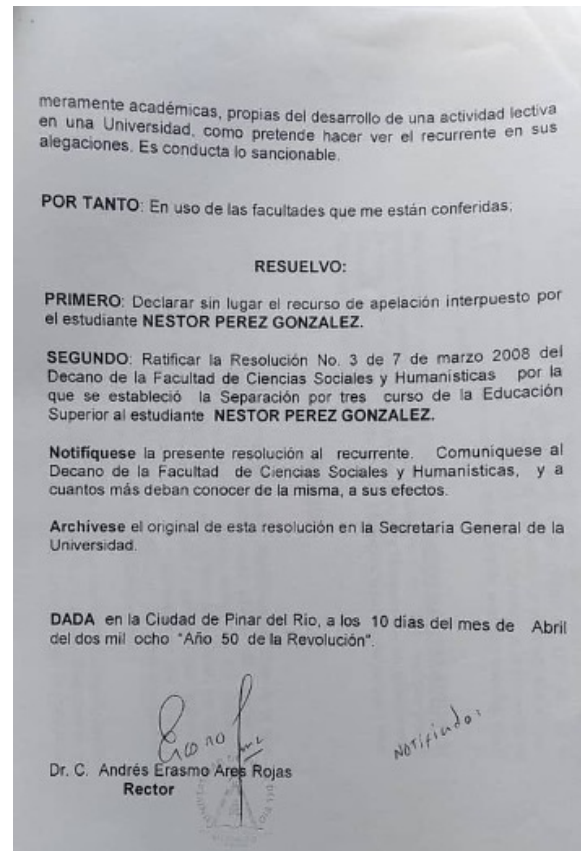 meramente académicas, propias del desarrollo de una actividad lectiva
en una Universidad, como pretende hacer ver el recurrente en sus
alegaciones. Es conducta lo sancionable.
POR TANTO: En uso de las facultades que me están conferidas;
RESUELVO:
PRIMERO: Declarar sin lugar el recurso de apelación interpuesto por
el estudiante NESTOR PEREZ GONZALEZ.
SEGUNDO: Ratificar la Resolución No. 3 de 7 de marzo 2008 del
Decano de la Facultad de Ciencias Sociales y Humanísticas por la
que se estableció la Separación por tres curso de la Educación
Superior al estudiante NESTOR PEREZ GONZALEZ.
Notifíquese la presente resolución al recurrente. Comuníquese al
Decano de la Facultad de Ciencias Sociales y Humanísticas, y a
cuantos más deban conocer de la misma, a sus efectos.
Archívese el original de esta resolución en la Secretaría General de la
Universidad.
DADA en la Ciudad de Pinar del Río, a los 10 días del mes de Abril
del dos mil ocho "Año 50 de la Revolución".
Notificado:
Dr. C. Andrés Erasmo Ares Rojas
Rector